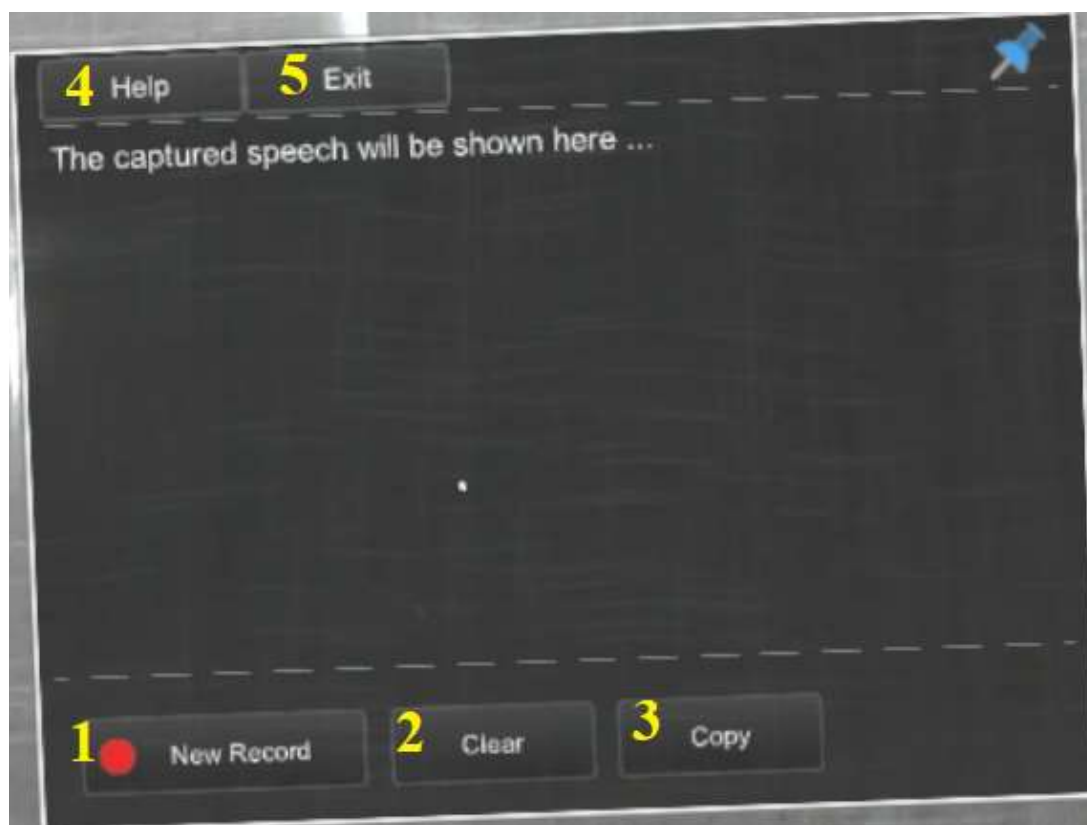 4 Help 5 Exit
The captured speech will be shown here ...
1 New Record 2 Clear 3 Copy